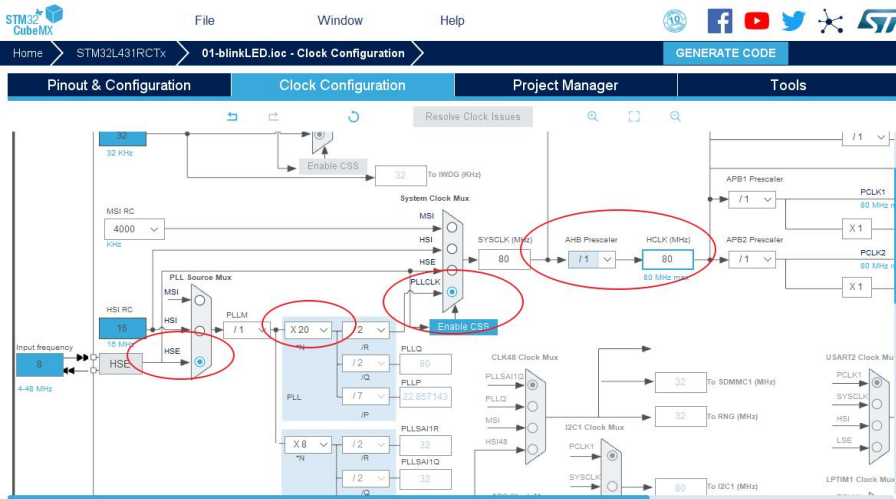 STM32 CubeMX
File
Window
Help
Home
STM32L431RCTx
01-blinkLED.ioc - Clock Configuration
GENERATE CODE
Pinout & Configuration
Clock Configuration
Project Manager
Tools
Resolve Clock Issues
32
32 KHz
Enable CSS
32
To IWDG (KHz)
/ 1
APB1 Prescaler
/ 1
PCLK1
80 MHz
X 1
System Clock Mux
MSI RC
4000
KHz
MSI
HSI
HSE
PLLCLK
SYSCLK (MHz)
80
AHB Prescaler
/ 1
HCLK (MHz)
80
80 MHz max
APB2 Prescaler
/ 1
PCLK2
80 MHz
X 1
Enable CSS
PLL Source Mux
MSI
HSI
HSE
HSI RC
16
16 MHz
Input frequency
8
4-48 MHz
HSE
PLLM
/ 1
X 20
*N
/ 2
/R
PLLQ
/ 2
80
/Q
PLLP
PLL
/ 7
22.857143
/P
PLLSAI1R
X 8
*N
/ 2
32
/R
PLLSAI1Q
/ 2
32
/Q
CLK48 Clock Mux
PLLSAI1Q
PLLQ
MSI
HSI48
32
To SDMMC1 (MHz)
32
To RNG (MHz)
I2C1 Clock Mux
PCLK1
SYSCLK
80
To I2C1 (MHz)
USART2 Clock Mu
PCLK1
SYSCLK
HSI
LSE
LPTIM1 Clock Mux